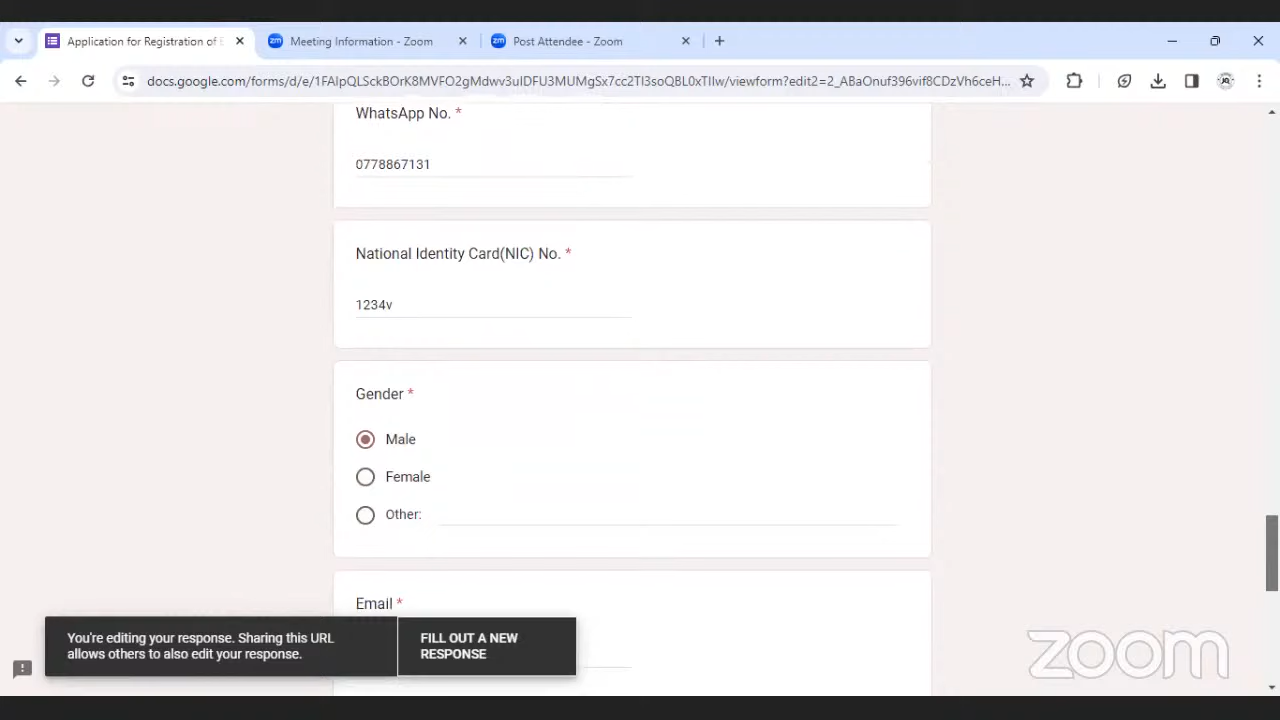 Application for Registration of E
Meeting Information - Zoom
Post Attendee - Zoom
docs.google.com/forms/d/e/1FAIpQLSckBOrK8MVFO2gMdwv3uIDFU3MUMgSx7cc2TI3soQBL0xTIIw/viewform?edit2=2_ABaOnuf396vif8CDzVh6ceH...
WhatsApp No. *
0778867131
National Identity Card(NIC) No. *
1234v
Gender *
Male
Female
Other:
Email *
You're editing your response. Sharing this URL
allows others to also edit your response.
FILL OUT A NEW
RESPONSE
zoom